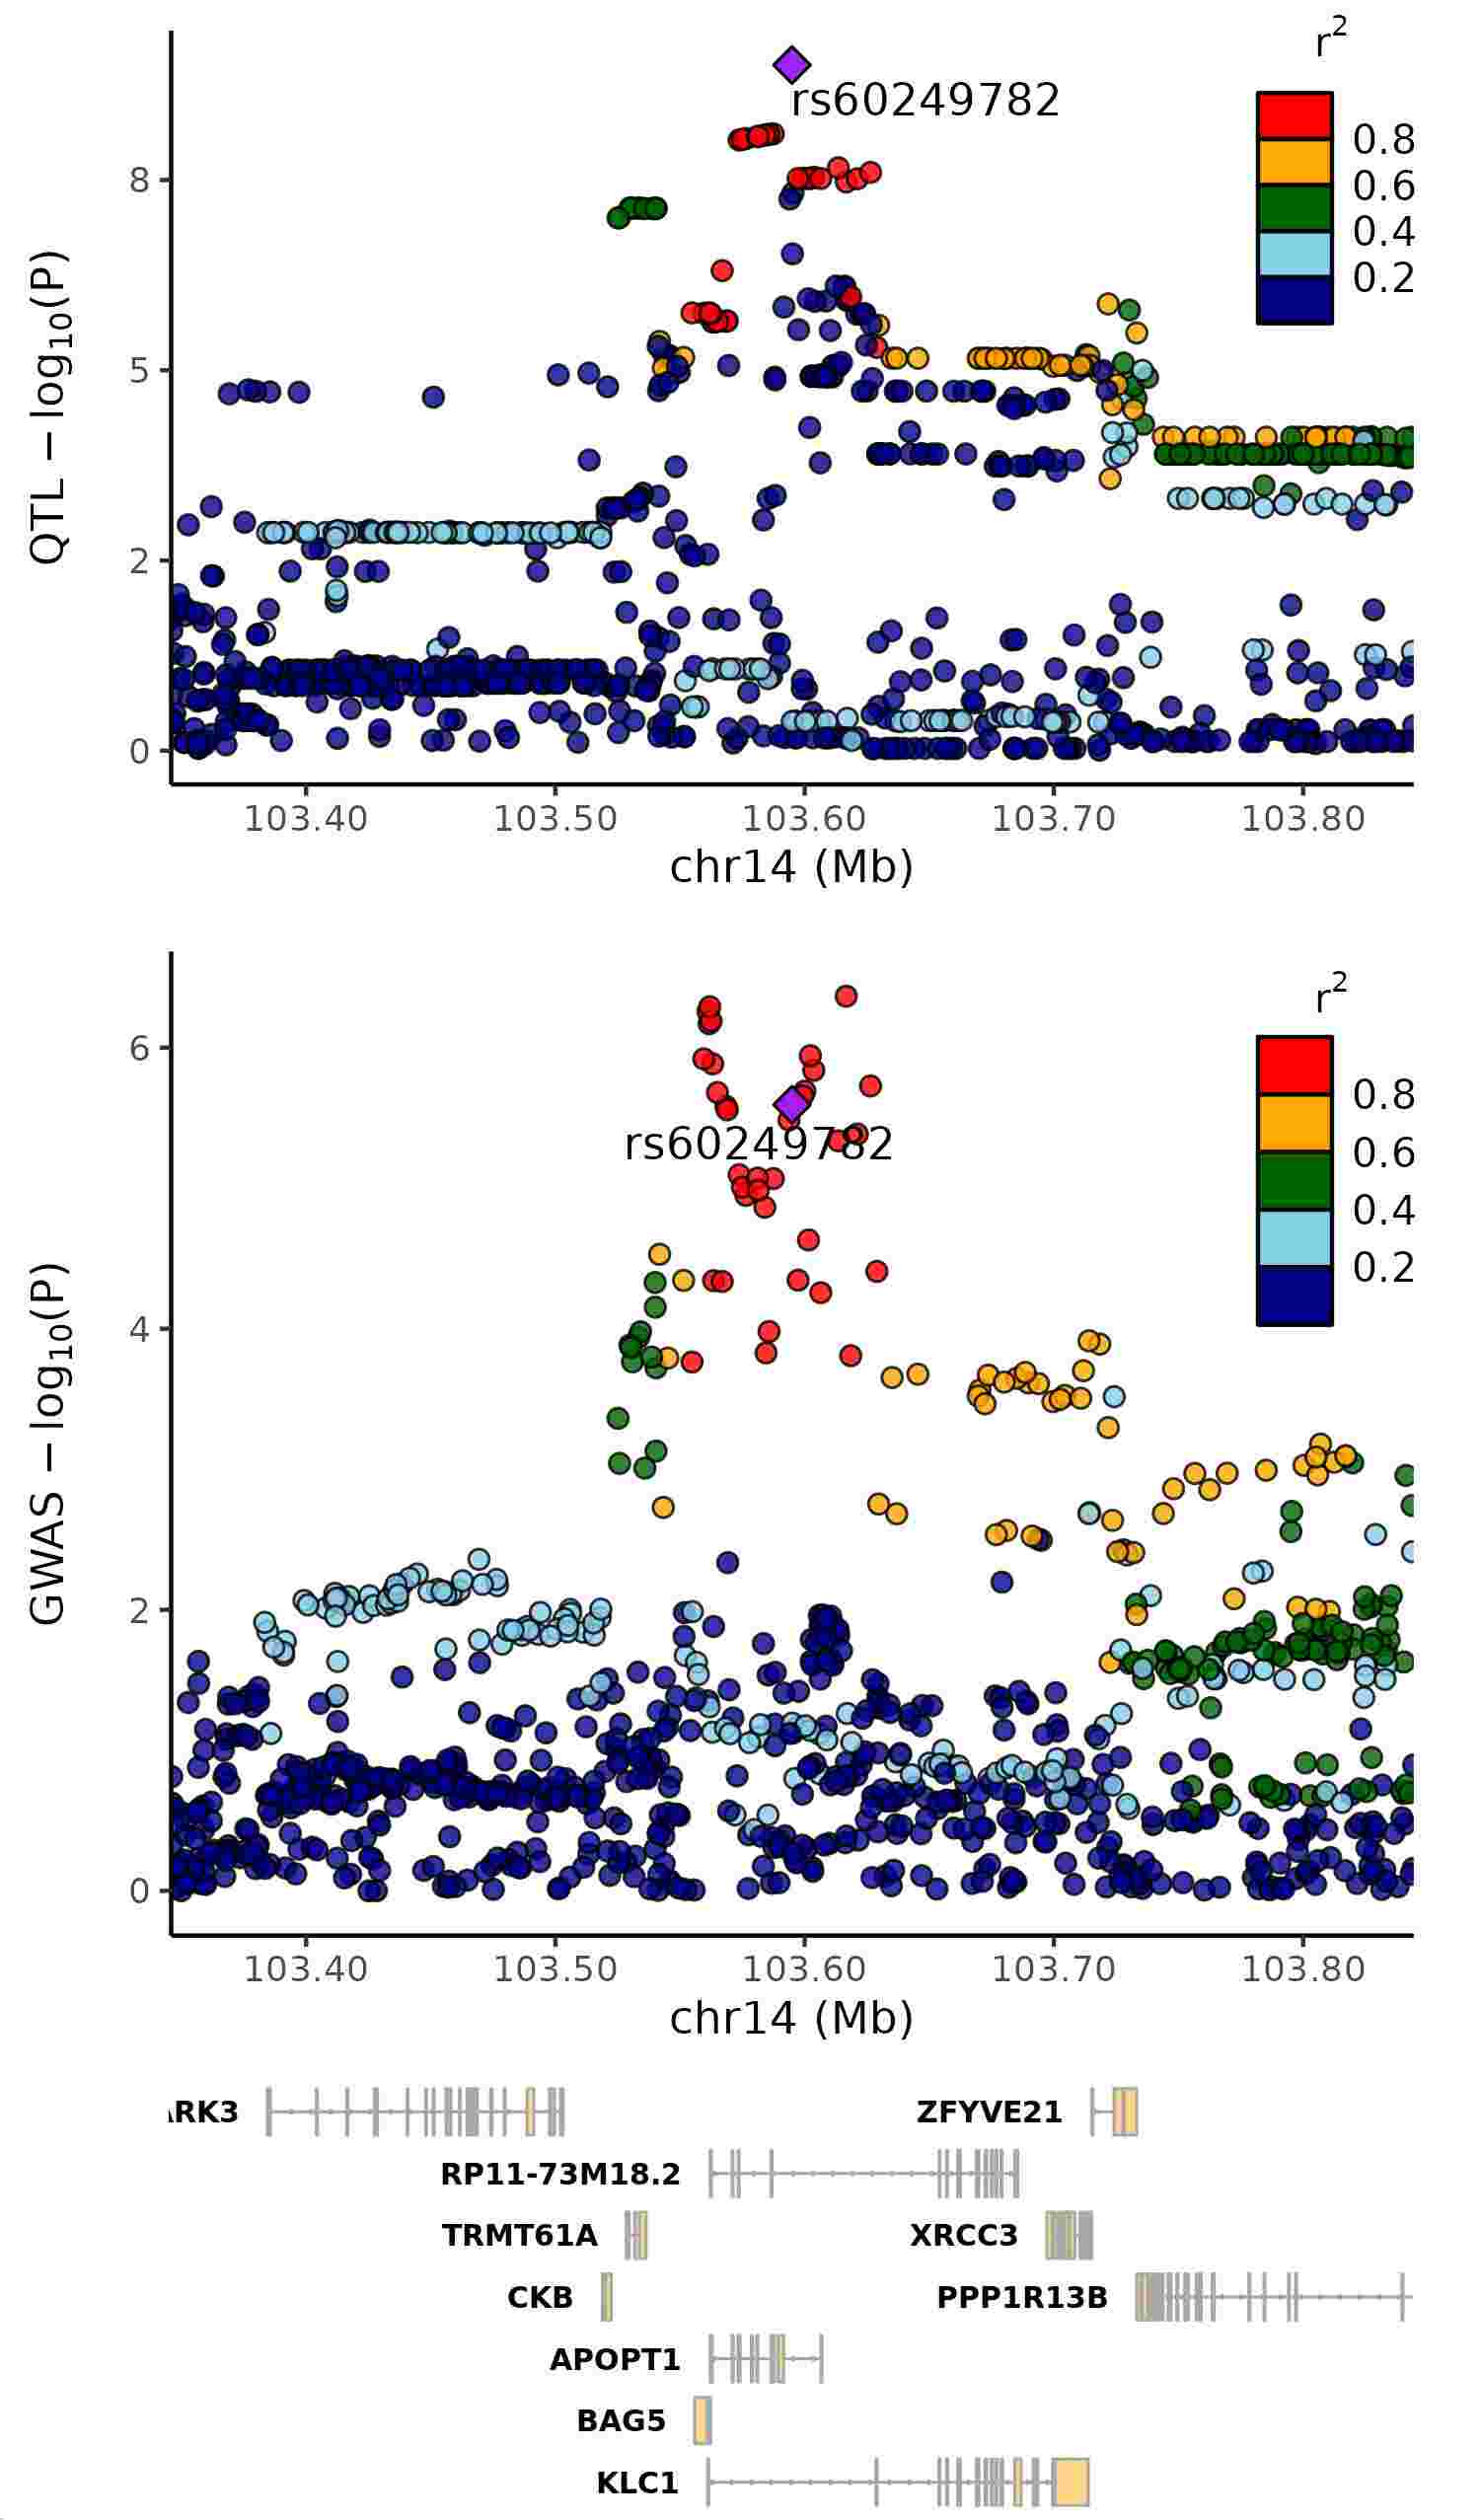 r2
rs60249782
0.8
0.6
0.4
0.2
8
5
2
0
QTL − log10(P)
103.40 103.50 103.60 103.70 103.80
chr14 (Mb)
r2
rs60249782
0.8
0.6
0.4
0.2
6
4
2
0
GWAS − log10(P)
103.40 103.50 103.60 103.70 103.80
chr14 (Mb)
ARK3 ZFYVE21
RP11-73M18.2
TRMT61A XRCC3
CKB PPP1R13B
APOPT1
BAG5
KLC1